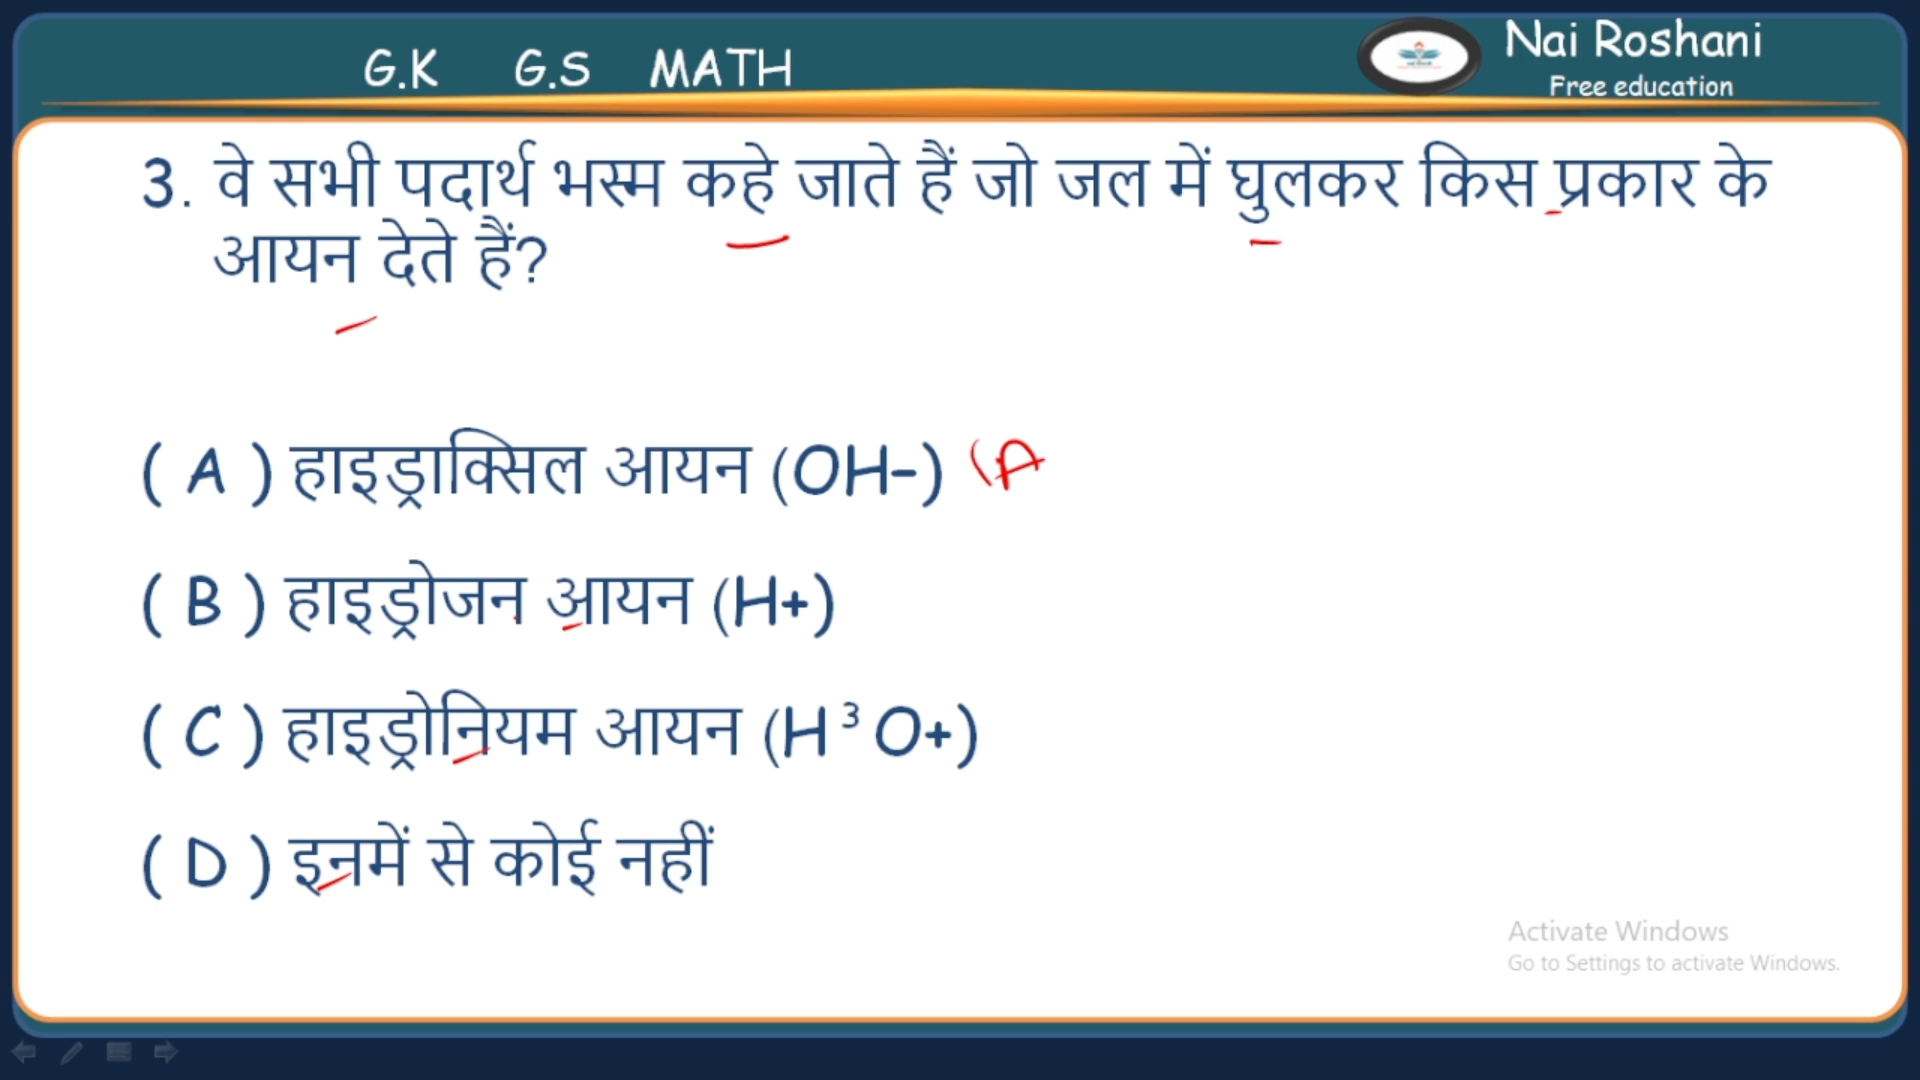 G.K G.S MATH
Nai Roshani
Free education
3. वे सभी पदार्थ भस्म कहे जाते हैं जो जल में घुलकर किस प्रकार के
आयन देते हैं?
( A ) हाइड्राक्सिल आयन (OH-) (A
( B ) हाइड्रोजन आयन (H+)
( C ) हाइड्रोनियम आयन (H ³ O+)
( D ) इनमें से कोई नहीं
Activate Windows
Go to Settings to activate Windows.